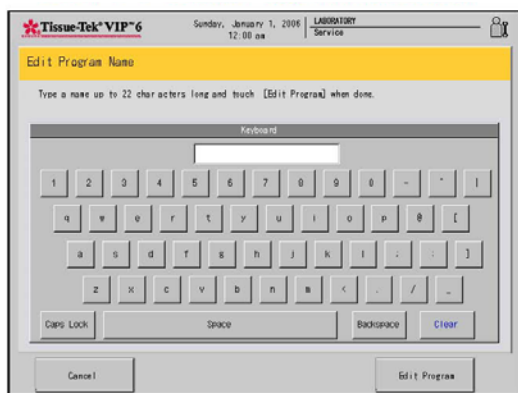 Tissue-Tek® VIP™6
Sunday, January 1, 2006
12:00 am
LABORATORY
Service
Edit Program Name
Type a name up to 22 characters long and touch [Edit Program] when done.
Keyboard
1 2 3 4 5 6 7 8 9 0 - ^ |
q w e r t y u i o p @ [
a s d f g h j k l ; : ]
z x c v b n m < . / _
Caps Lock Space Backspace Clear
Cancel Edit Program